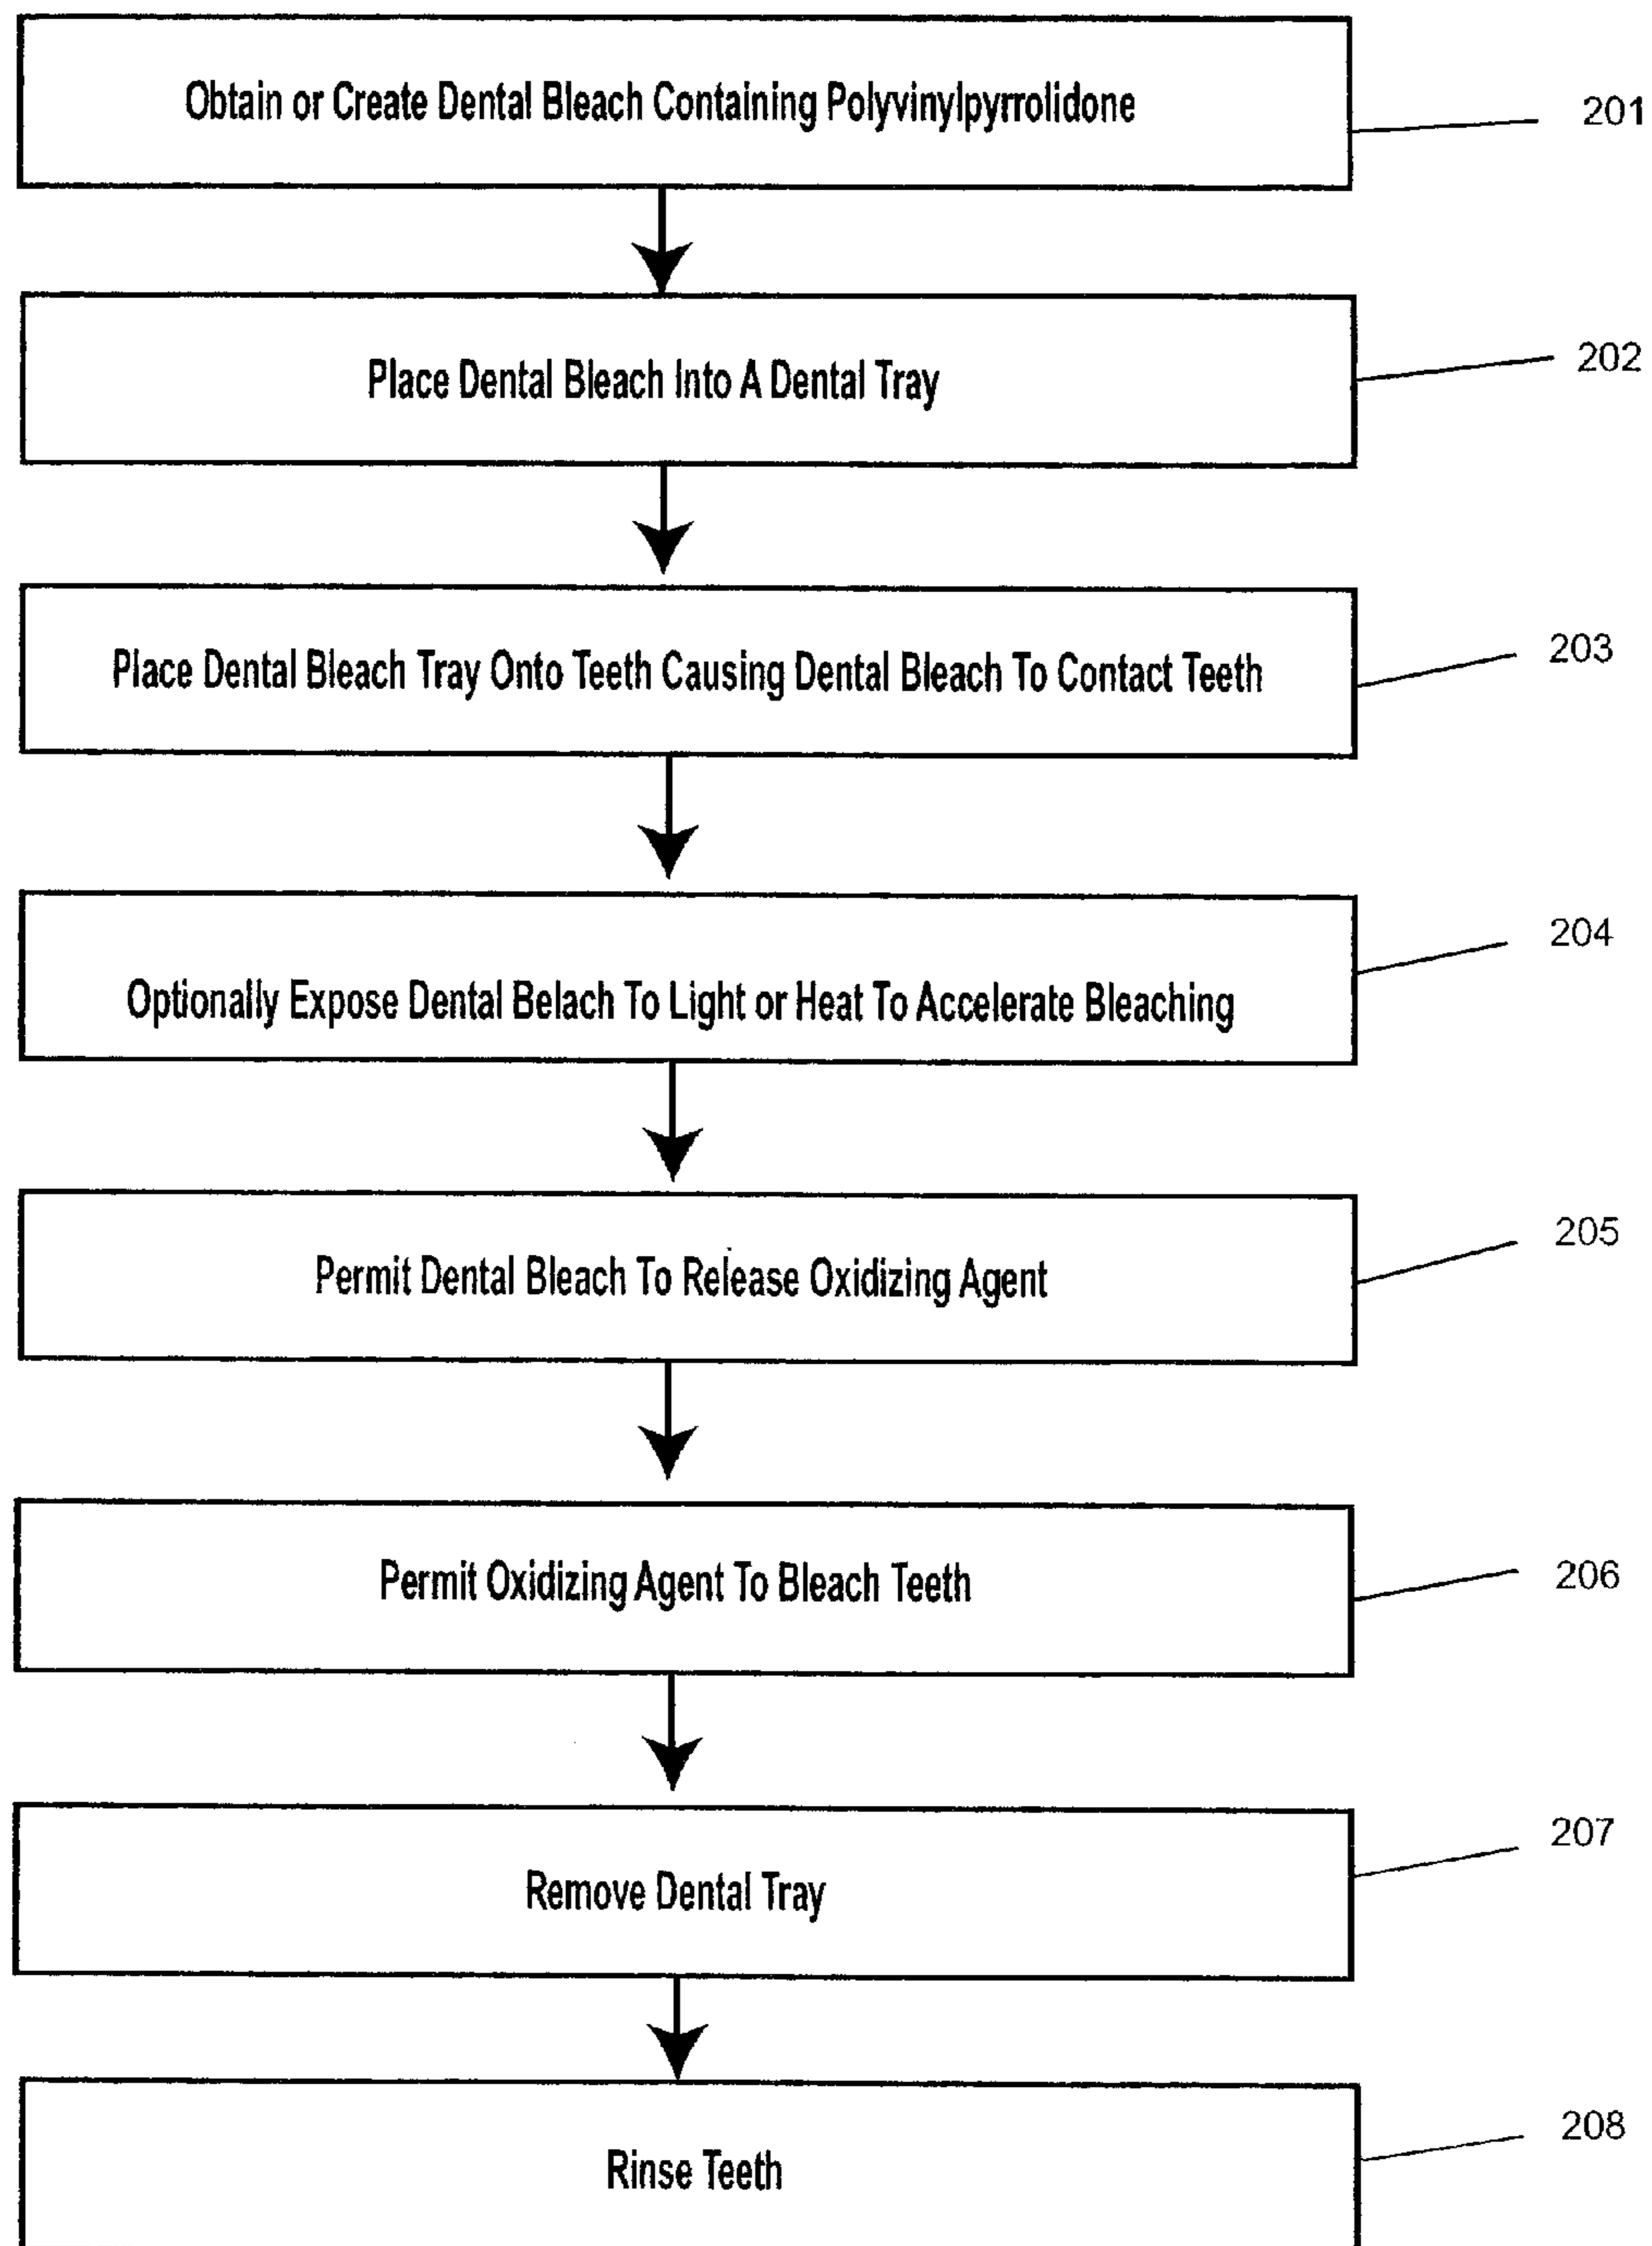 Obtain or Create Dental Bleach Containing Polyvinylpyrrolidone
201
Place Dental Bleach Into A Dental Tray
202
Place Dental Bleach Tray Onto Teeth Causing Dental Bleach To Contact Teeth
203
Optionally Expose Dental Belach To Light or Heat To Accelerate Bleaching
204
Permit Dental Bleach To Release Oxidizing Agent
205
Permit Oxidizing Agent To Bleach Teeth
206
Remove Dental Tray
207
Rinse Teeth
208